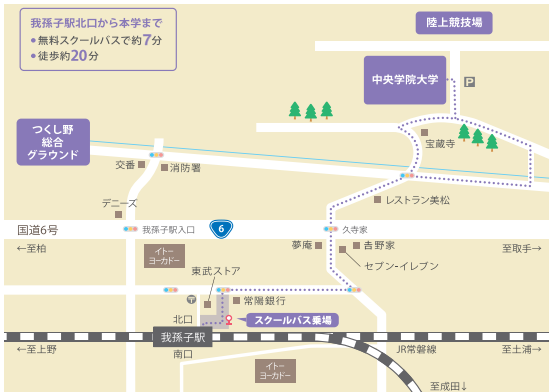 我孫子駅北口から本学まで
●無料スクールバスで約7分
●徒歩約20分
陸上競技場
中央学院大学
P
つくし野
総合
グラウンド
宝蔵寺
交番
消防署
レストラン美松
デニーズ
国道6号
我孫子駅入口
6
久寺家
←至柏
イトー
ヨーカドー
夢庵
吉野家
至取手→
セブン-イレブン
東武ストア
〒
常陽銀行
北口
スクールバス乗場
我孫子駅
←至上野
南口
JR常磐線
至土浦→
イトー
ヨーカドー
至成田↓